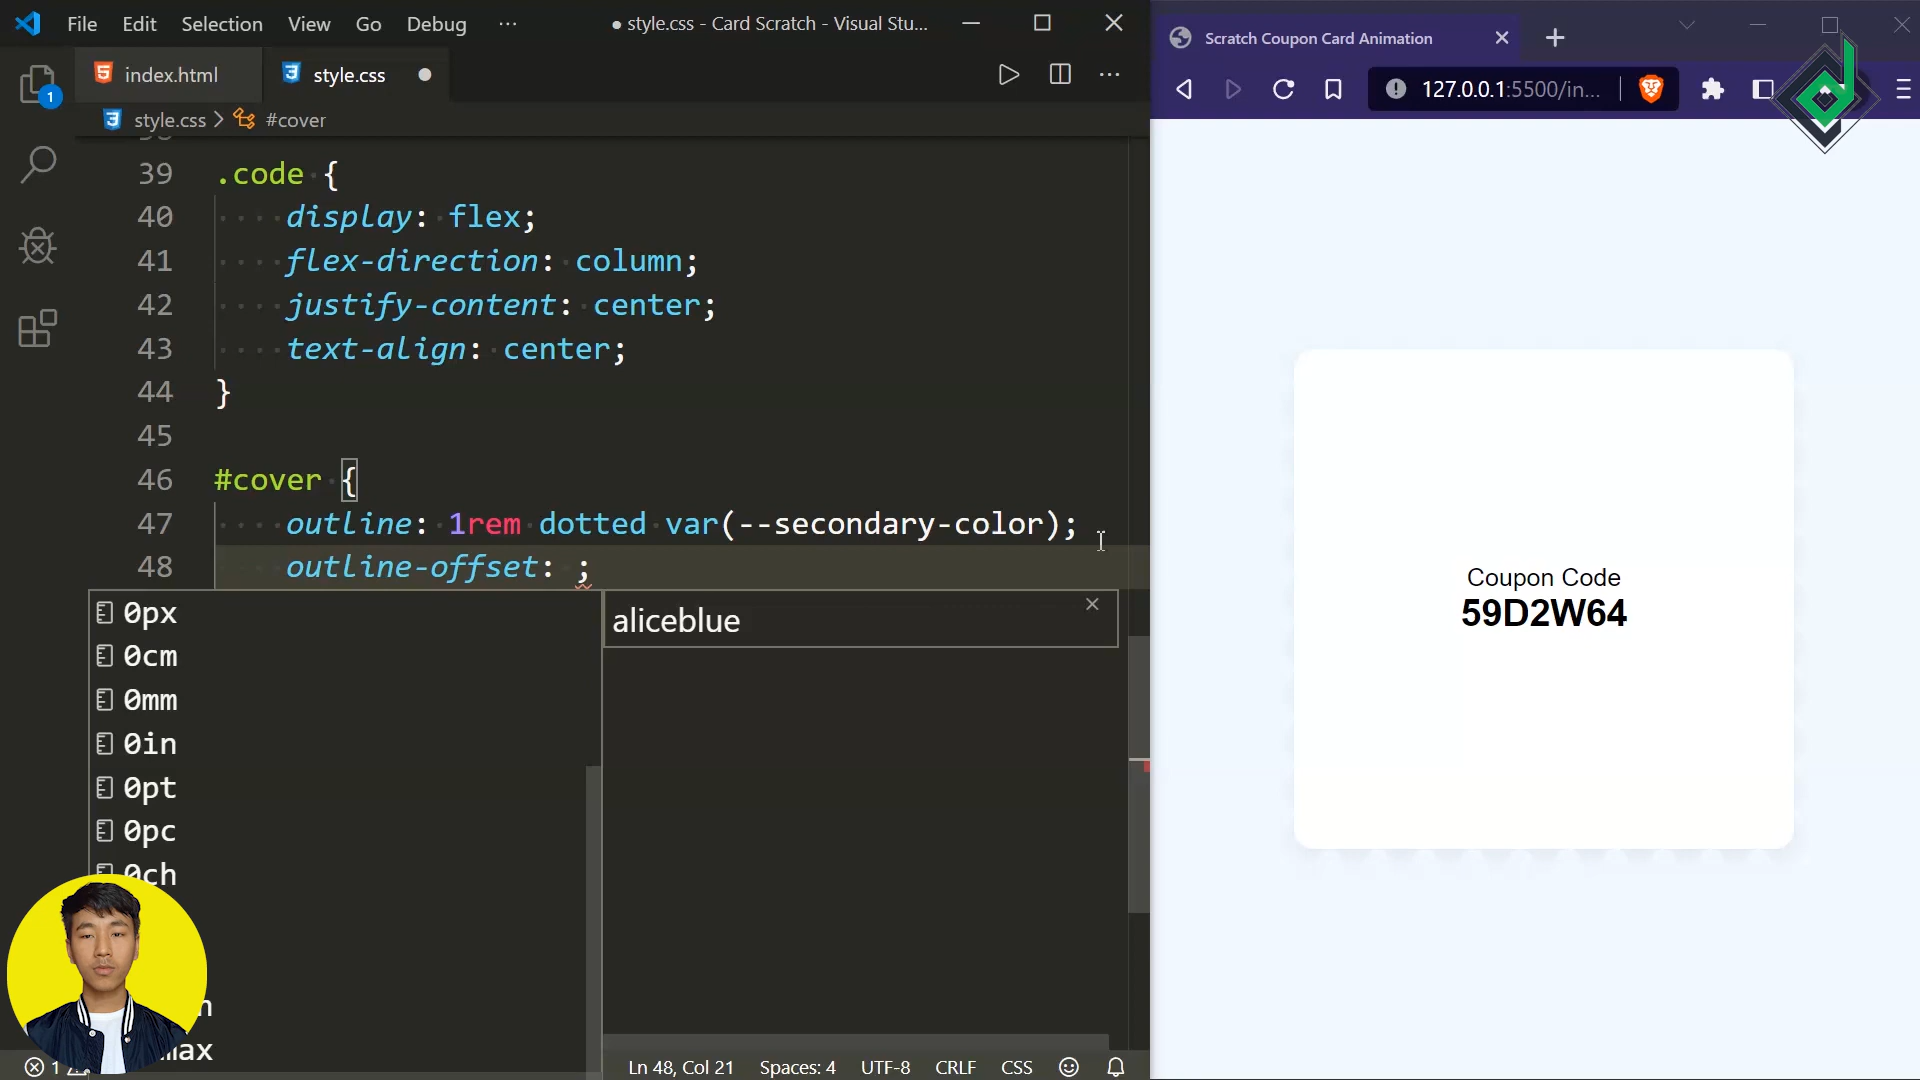 File Edit Selection View Go Debug ··· ● style.css - Card Scratch - Visual Stu...
index.html style.css ●
style.css > #cover
39 .code {
40 display: flex;
41 flex-direction: column;
42 justify-content: center;
43 text-align: center;
44 }
45
46 #cover {
47 outline: 1rem dotted var(--secondary-color);
48 outline-offset: ;
1
0px
0cm
0mm
0in
0pt
0pc
0ch
aliceblue
1
Ln 48, Col 21 Spaces: 4 UTF-8 CRLF CSS
Scratch Coupon Card Animation
127.0.0.1:5500/in...
Coupon Code
59D2W64